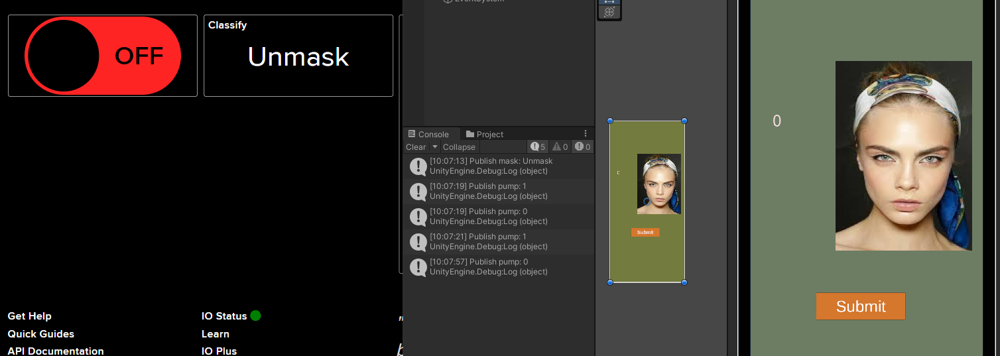 OFF
Classify
Unmask
Get Help
Quick Guides
API Documentation
IO Status
Learn
IO Plus
"
EventSystem
Console
Project
Clear
Collapse
5
0
0
[10:07:13] Publish mask: Unmask
UnityEngine.Debug:Log (object)
[10:07:19] Publish pump: 1
UnityEngine.Debug:Log (object)
[10:07:19] Publish pump: 0
UnityEngine.Debug:Log (object)
[10:07:21] Publish pump: 1
UnityEngine.Debug:Log (object)
[10:07:57] Publish pump: 0
UnityEngine.Debug:Log (object)
Submit
0
Submit